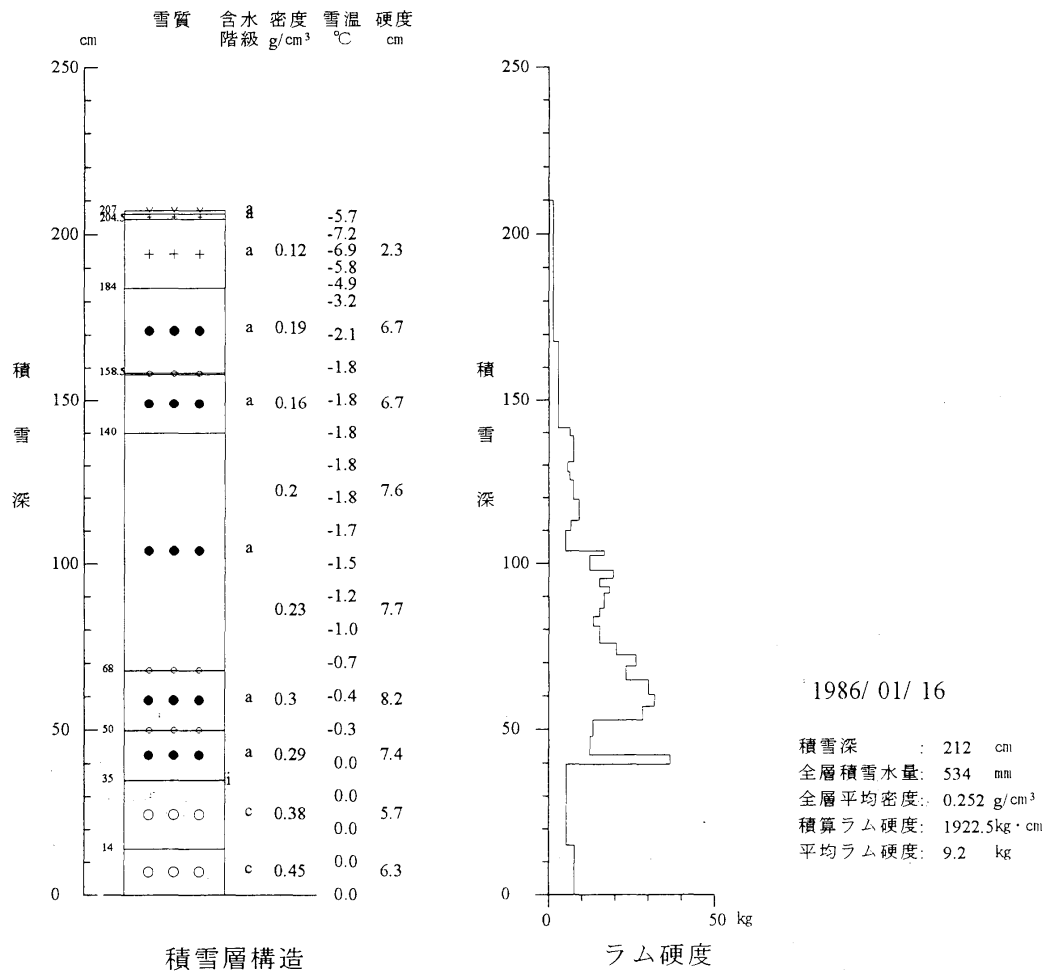 雪質 含水 密度 雪温 硬度
cm 階級 g/cm³ ℃ cm
250
207 a
204.5 a -5.7
200 -7.2
a 0.12 -6.9 2.3
-5.8
184 -4.9
-3.2
a 0.19 -2.1 6.7
158.5 -1.8
150 a 0.16 -1.8 6.7
140 -1.8
-1.8
0.2 -1.8 7.6
-1.7
a
100 -1.5
-1.2
0.23 7.7
-1.0
68 -0.7
a 0.3 -0.4 8.2
50 50 -0.3
a 0.29 0.0 7.4
35 i
0.0
c 0.38 5.7
0.0
14
0.0
c 0.45 6.3
0 0.0
積雪深
積雪層構造
250
200
150
100
50
0
積雪深
0 50 kg
ラム硬度
1986/ 01/ 16
積雪深 : 212 cm
全層積雪水量: 534 mm
全層平均密度: 0.252 g/cm³
積算ラム硬度: 1922.5kg・cm
平均ラム硬度: 9.2 kg